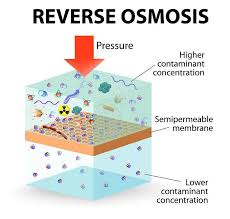 REVERSE OSMOSIS
Pressure
Higher
contaminant
concentration
Semipermeable
membrane
Lower
contaminant
concentration